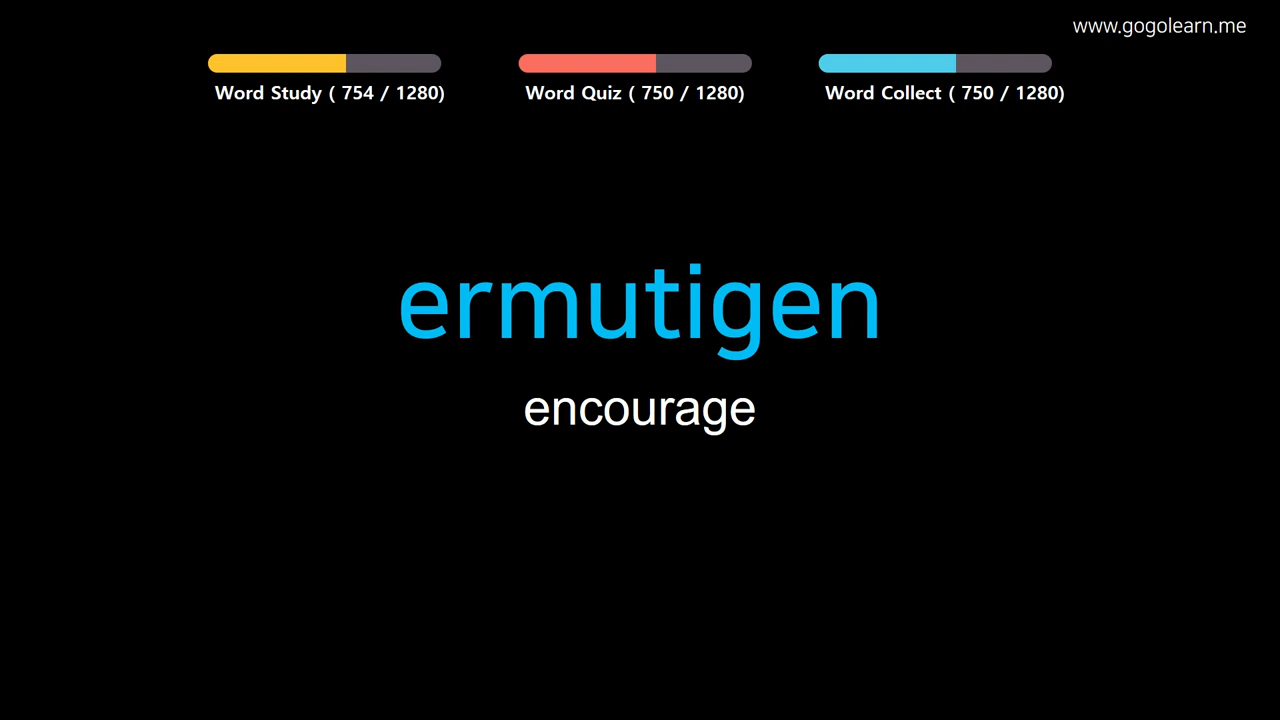 www.gogolearn.me
Word Study ( 754 / 1280)
Word Quiz ( 750 / 1280)
Word Collect ( 750 / 1280)
ermutigen
encourage